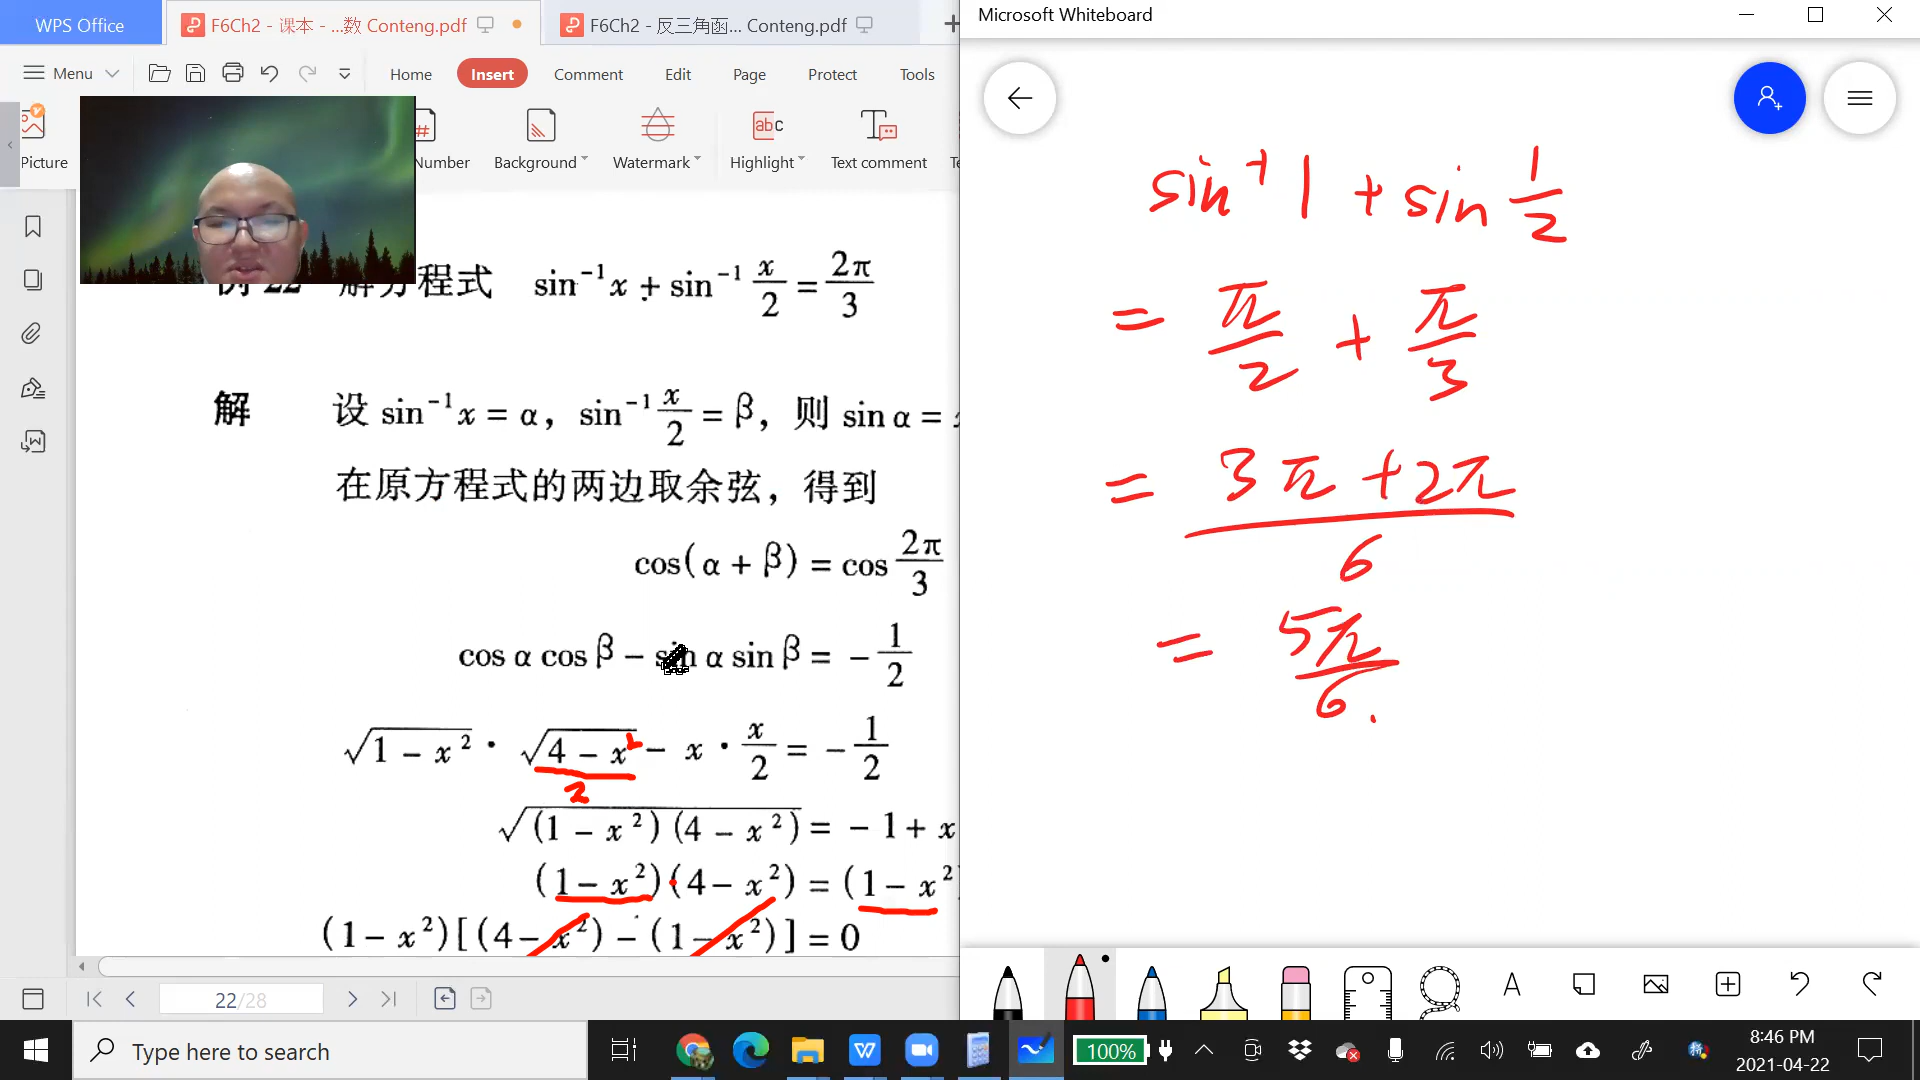 WPS Office
F6Ch2 - 课本 - ...数 Conteng.pdf
F6Ch2 - 反三角函... Conteng.pdf
Microsoft Whiteboard
Menu
Home
Insert
Comment
Edit
Page
Protect
Tools
Picture
Number
Background
Watermark
Highlight
Text comment
例 22 解方程式 sin⁻¹x + sin⁻¹ x/2 = 2π/3
解 设 sin⁻¹x = α, sin⁻¹ x/2 = β, 则 sin α =
在原方程式的两边取余弦, 得到
cos(α + β) = cos 2π/3
cos α cos β − sin α sin β = − 1/2
√(1 − x²) · √(4 − x²)/2 − x · x/2 = − 1/2
√((1 − x²)(4 − x²)) = − 1 + x
(1 − x²)·(4 − x²) = (1 − x²
(1 − x²)[(4 − x²) − (1 − x²)] = 0
sin⁻¹ 1 + sin 1/2
= π/2 + π/3
= (3π + 2π)/6
= 5π/6.
22/28
Type here to search
100%
8:46 PM
2021-04-22